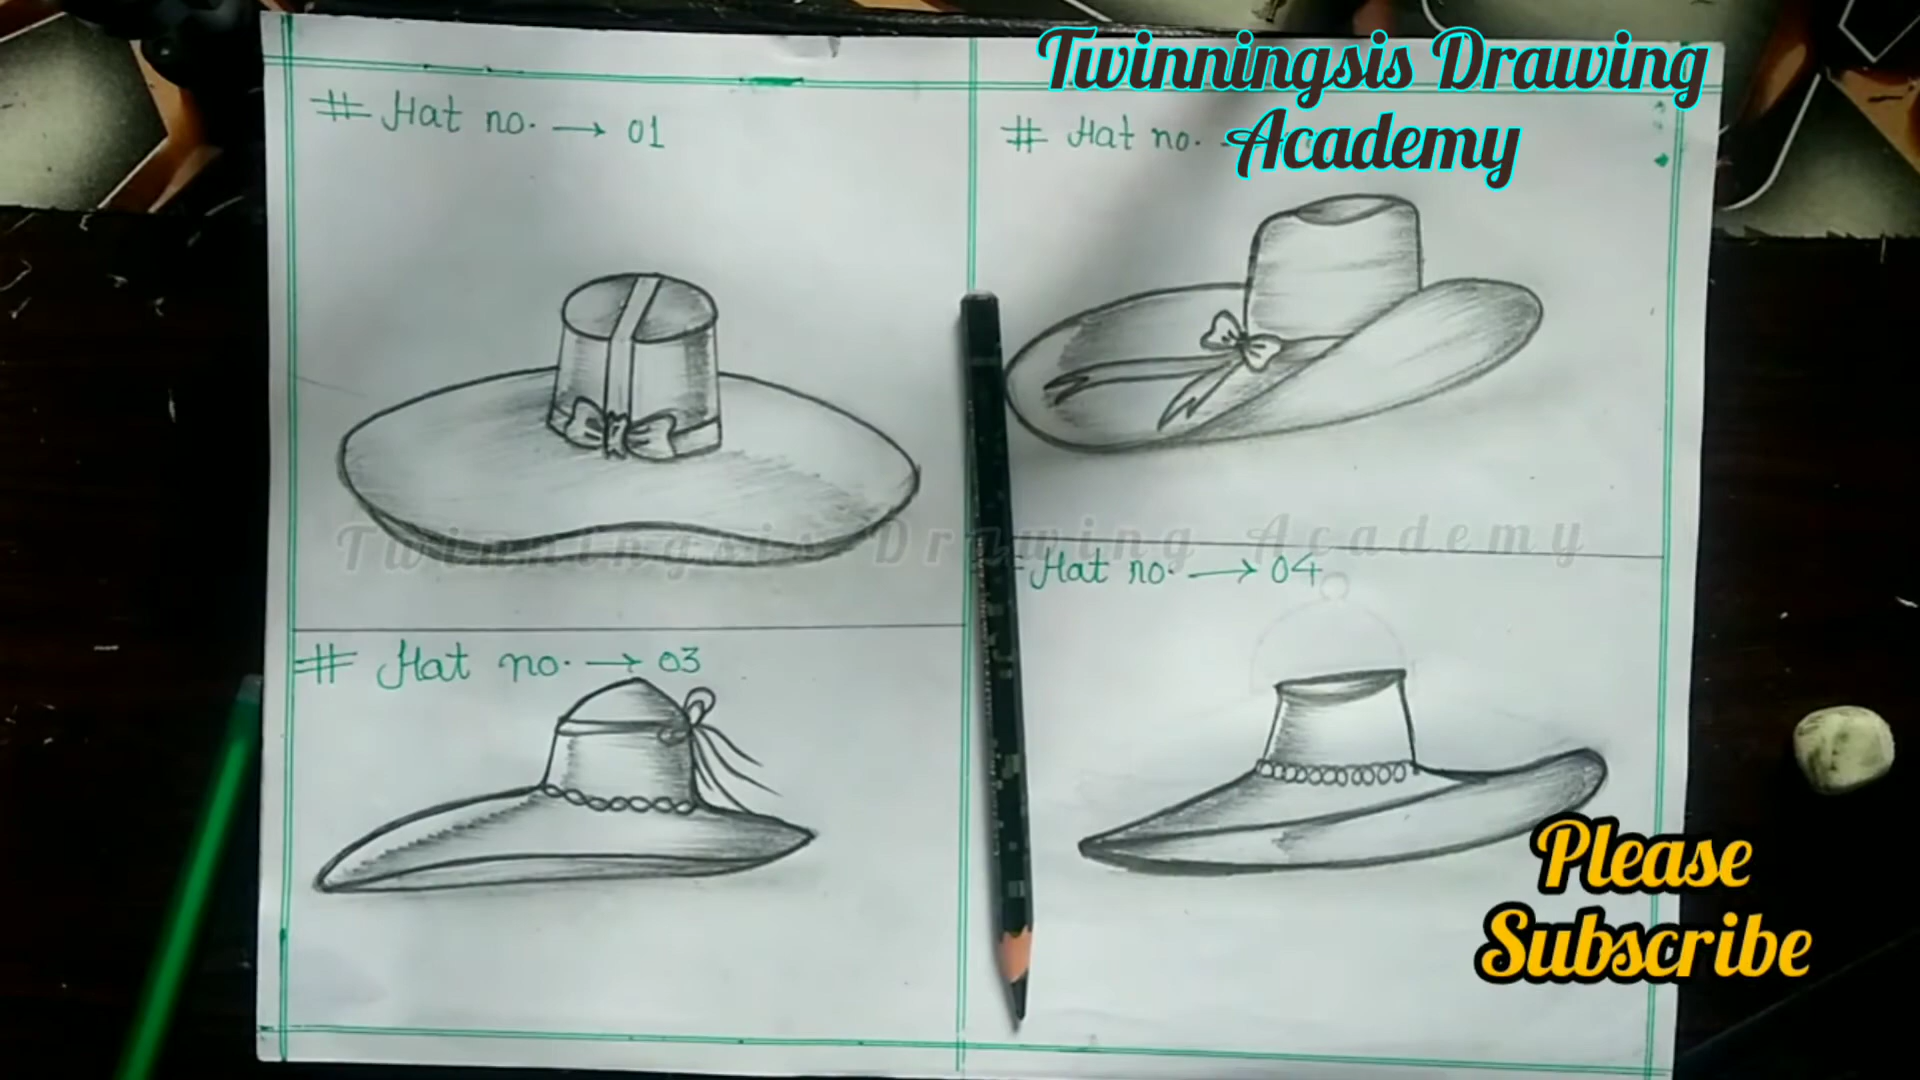 Twinningsis Drawing
Academy
# Hat no. → 01
# Hat no.
Twinningsis Drawing Academy
Hat no. → 04
# Hat no. → 03
Please
Subscribe